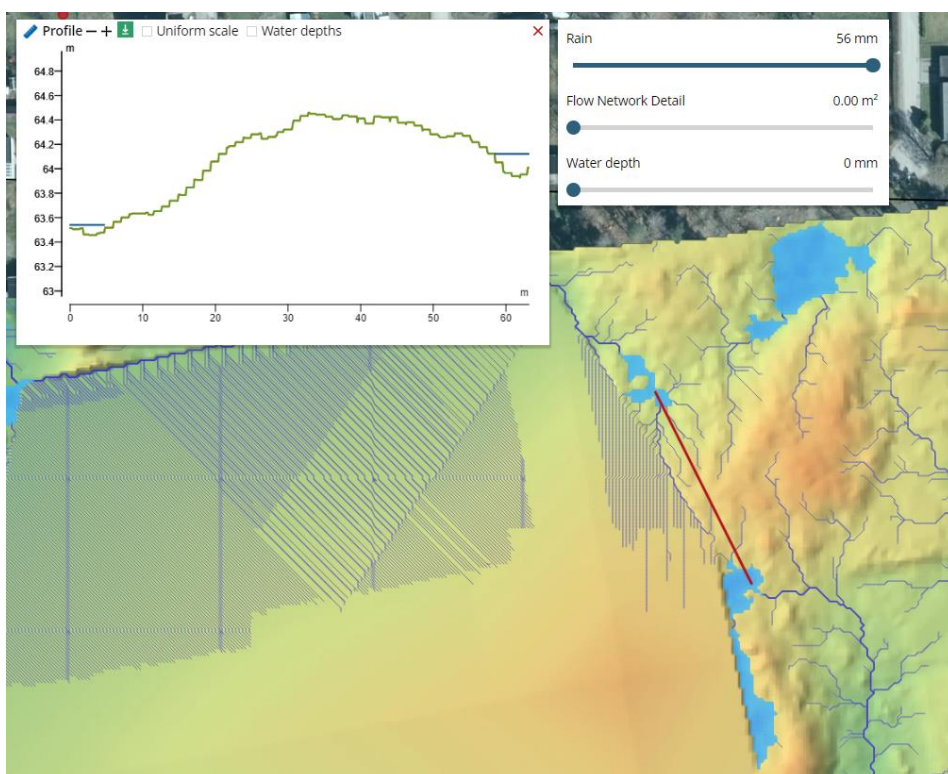 Profile − + Uniform scale Water depths ×
m
64.8
64.6
64.4
64.2
64
63.8
63.6
63.4
63.2
63
m
0 10 20 30 40 50 60
Rain 56 mm
Flow Network Detail 0.00 m²
Water depth 0 mm